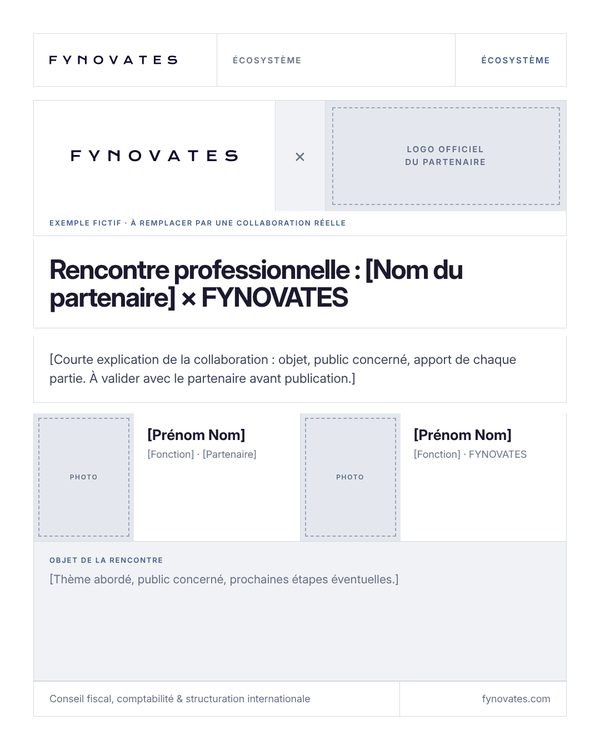 FYNOVATES
ÉCOSYSTÈME
ÉCOSYSTÈME
FYNOVATES
×
LOGO OFFICIEL
DU PARTENAIRE
EXEMPLE FICTIF · À REMPLACER PAR UNE COLLABORATION RÉELLE
Rencontre professionnelle : [Nom du
partenaire] × FYNOVATES
[Courte explication de la collaboration : objet, public concerné, apport de chaque
partie. À valider avec le partenaire avant publication.]
PHOTO
[Prénom Nom]
[Fonction] · [Partenaire]
PHOTO
[Prénom Nom]
[Fonction] · FYNOVATES
OBJET DE LA RENCONTRE
[Thème abordé, public concerné, prochaines étapes éventuelles.]
Conseil fiscal, comptabilité & structuration internationale
fynovates.com